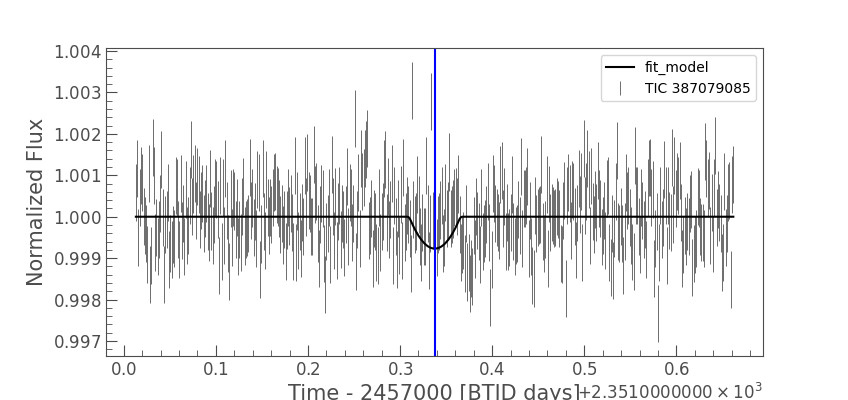 1.004
1.003
1.002
1.001
1.000
0.999
0.998
0.997
Normalized Flux
fit_model
TIC 387079085
0.0 0.1 0.2 0.3 0.4 0.5 0.6
Time - 2457000 [BTJD days]
+2.3510000000 × 10³